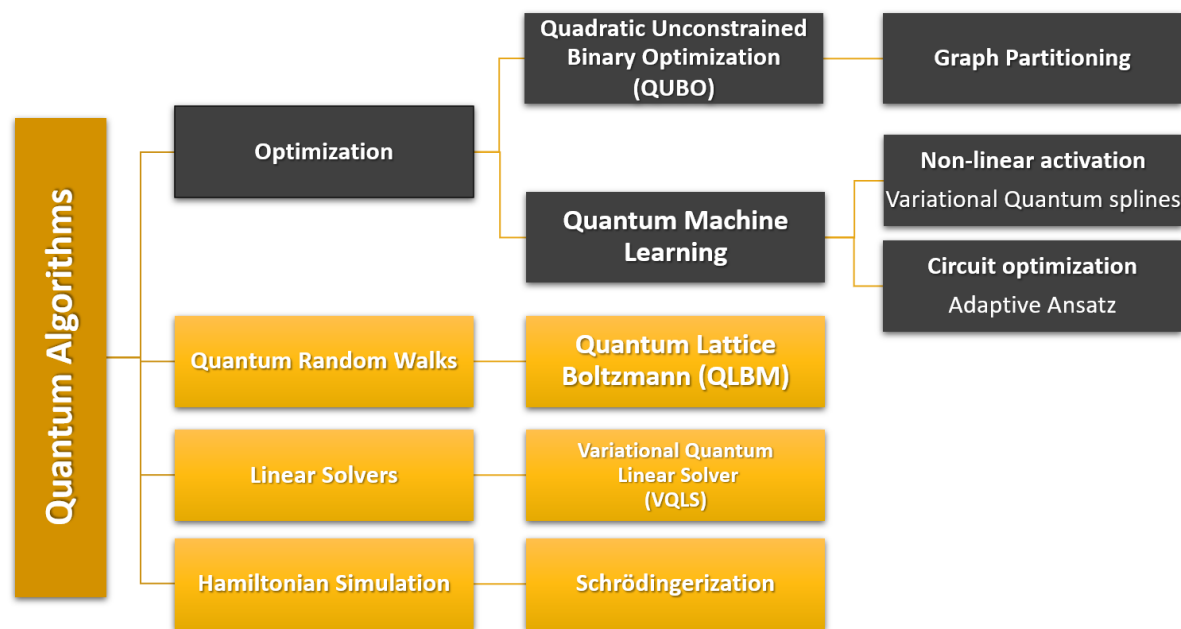 Quantum Algorithms
Optimization
Quadratic Unconstrained
Binary Optimization
(QUBO)
Graph Partitioning
Quantum Machine
Learning
Non-linear activation
Variational Quantum splines
Circuit optimization
Adaptive Ansatz
Quantum Random Walks
Quantum Lattice
Boltzmann (QLBM)
Linear Solvers
Variational Quantum
Linear Solver
(VQLS)
Hamiltonian Simulation
Schrödingerization